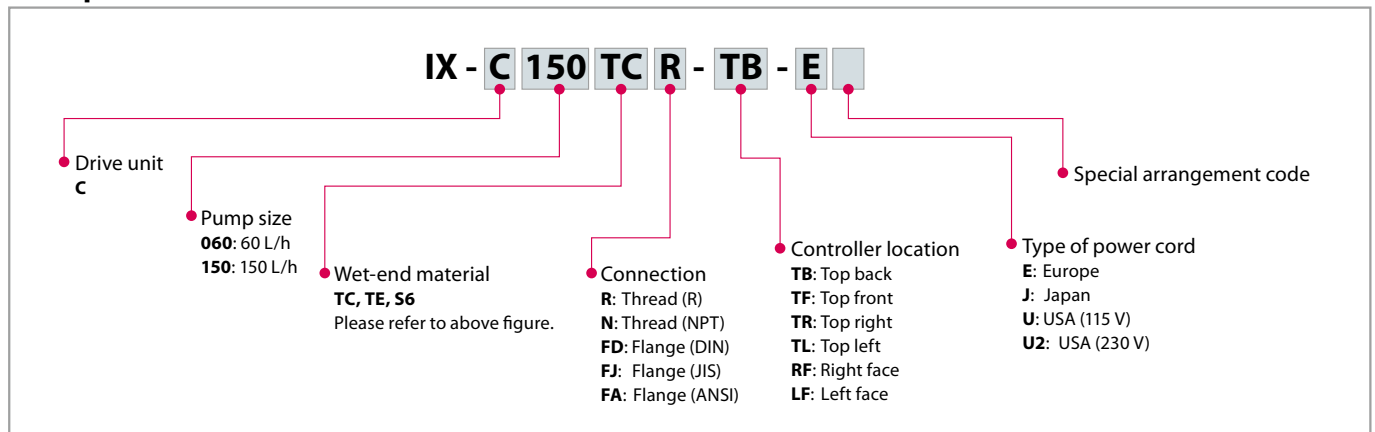 IX - C 150 TC R - TB - E
Drive unit
C
Pump size
060: 60 L/h
150: 150 L/h
Wet-end material
TC, TE, S6
Please refer to above figure.
Connection
R: Thread (R)
N: Thread (NPT)
FD: Flange (DIN)
FJ: Flange (JIS)
FA: Flange (ANSI)
Controller location
TB: Top back
TF: Top front
TR: Top right
TL: Top left
RF: Right face
LF: Left face
Type of power cord
E: Europe
J: Japan
U: USA (115 V)
U2: USA (230 V)
Special arrangement code